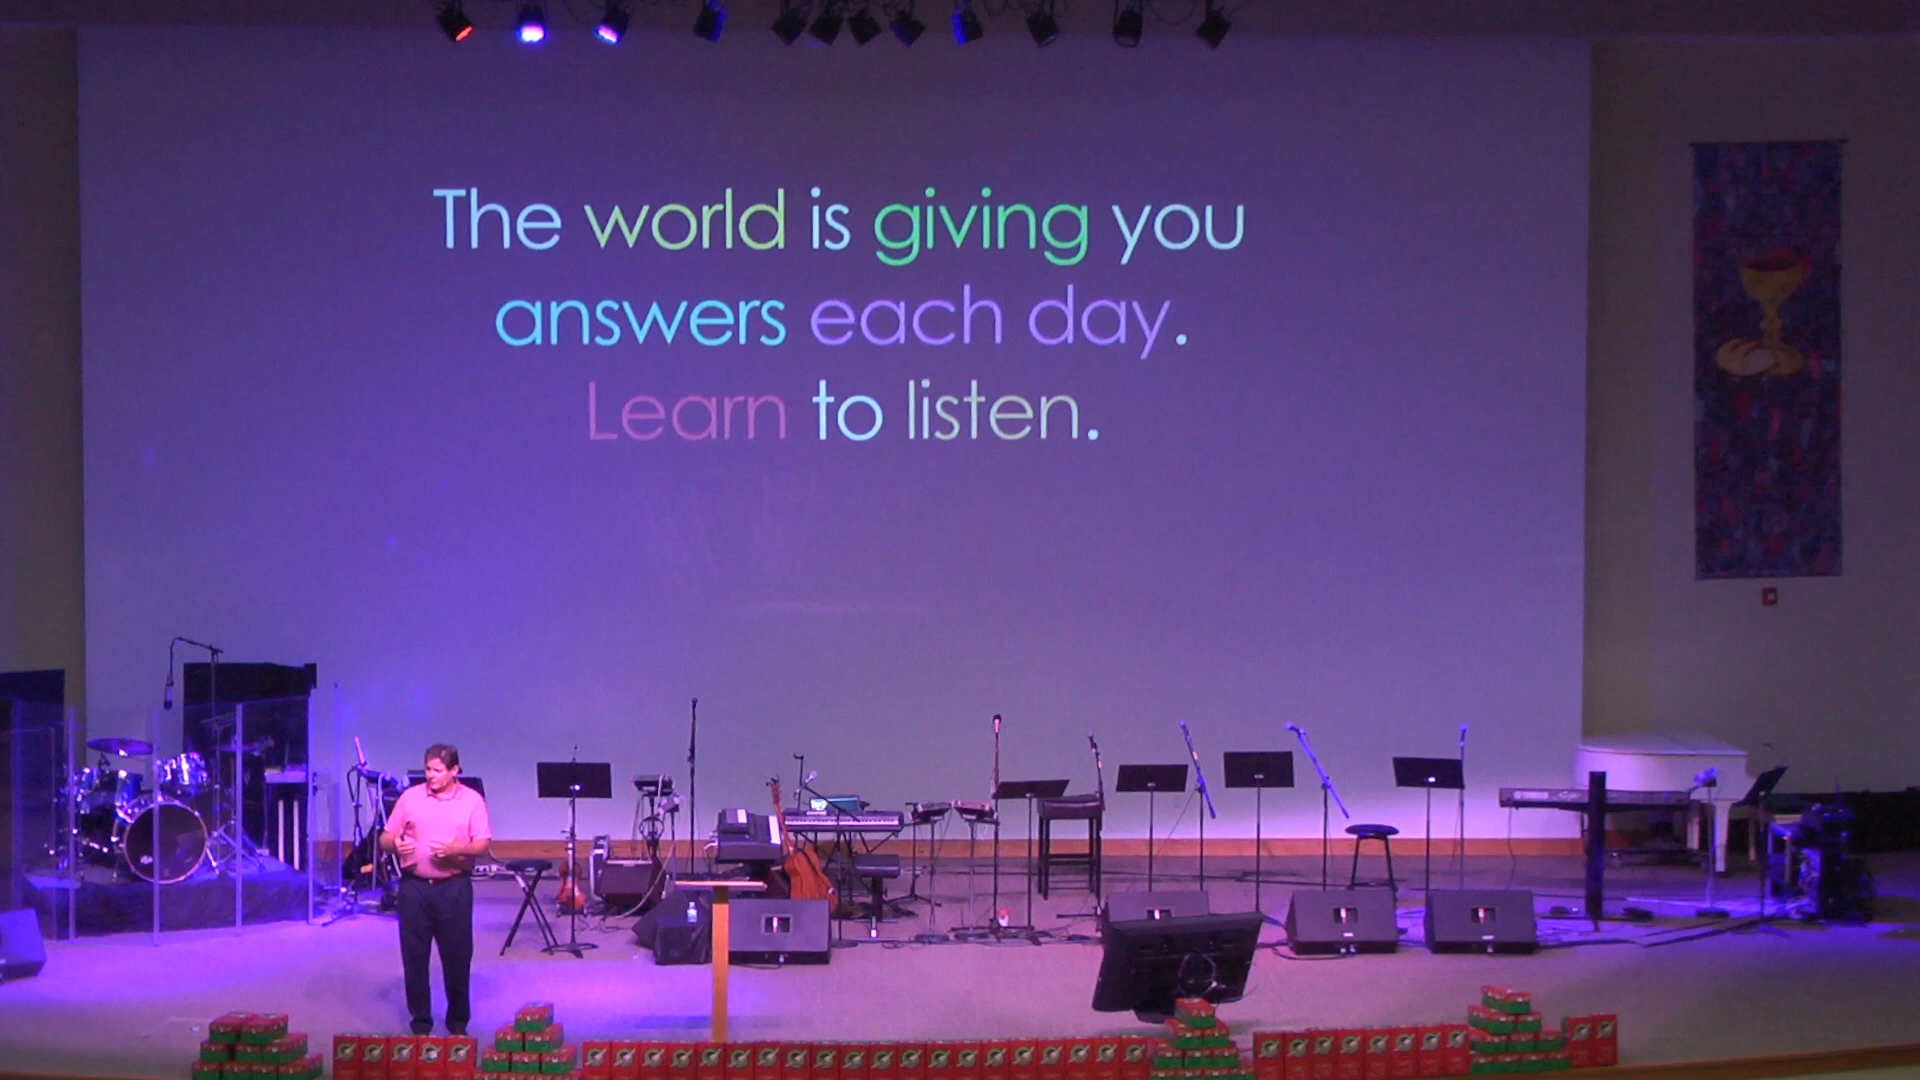 The world is giving you
answers each day.
Learn to listen.